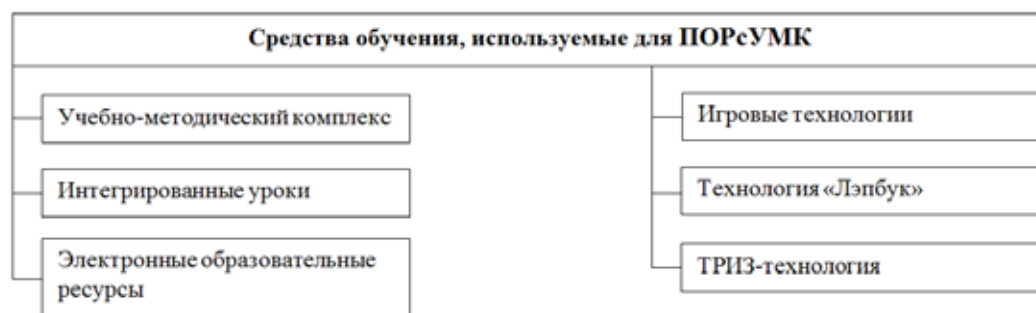 Средства обучения, используемые для ПОРсУМК
Учебно-методический комплекс
Интегрированные уроки
Электронные образовательные
ресурсы
Игровые технологии
Технология «Лэпбук»
ТРИЗ-технология